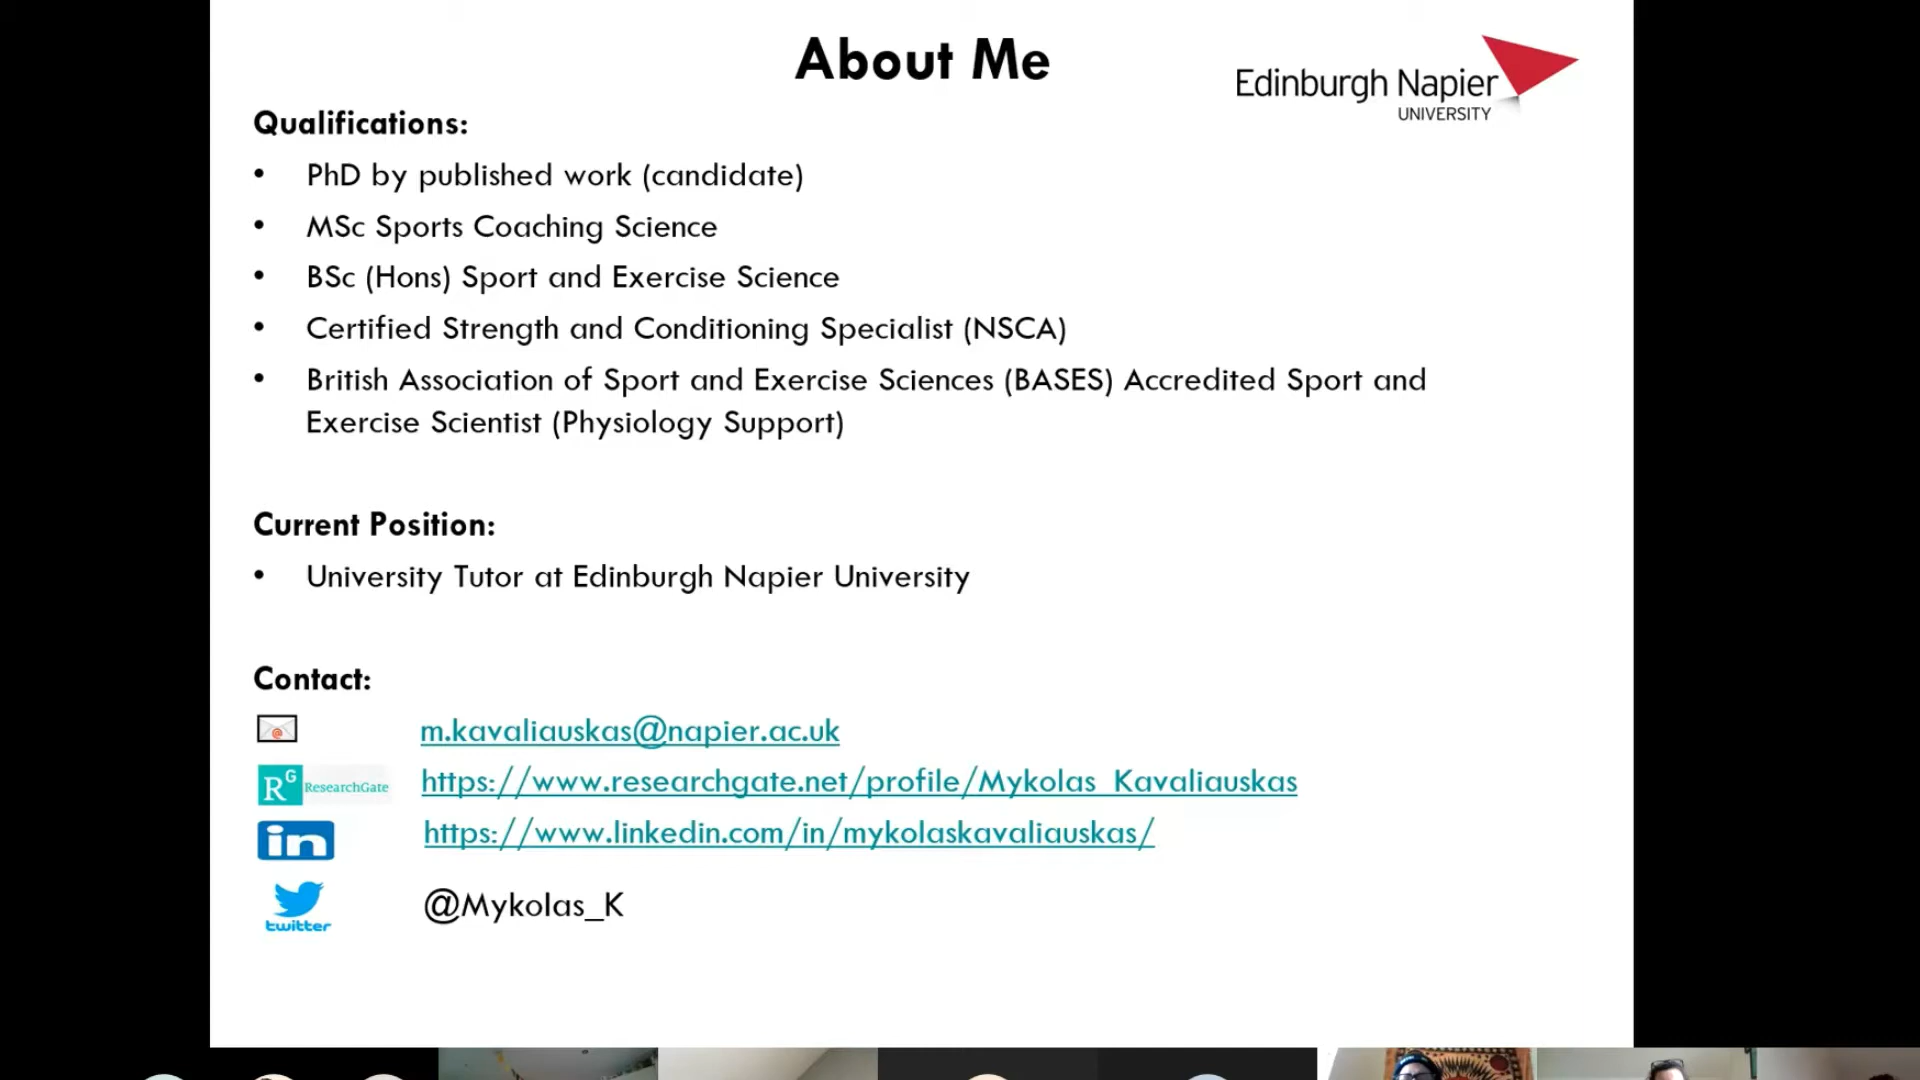 About Me
Edinburgh Napier
UNIVERSITY
Qualifications:
• PhD by published work (candidate)
• MSc Sports Coaching Science
• BSc (Hons) Sport and Exercise Science
• Certified Strength and Conditioning Specialist (NSCA)
• British Association of Sport and Exercise Sciences (BASES) Accredited Sport and
Exercise Scientist (Physiology Support)
Current Position:
• University Tutor at Edinburgh Napier University
Contact:
@ m.kavaliauskas@napier.ac.uk
RG ResearchGate https://www.researchgate.net/profile/Mykolas_Kavaliauskas
in https://www.linkedin.com/in/mykolaskavaliauskas/
twitter @Mykolas_K